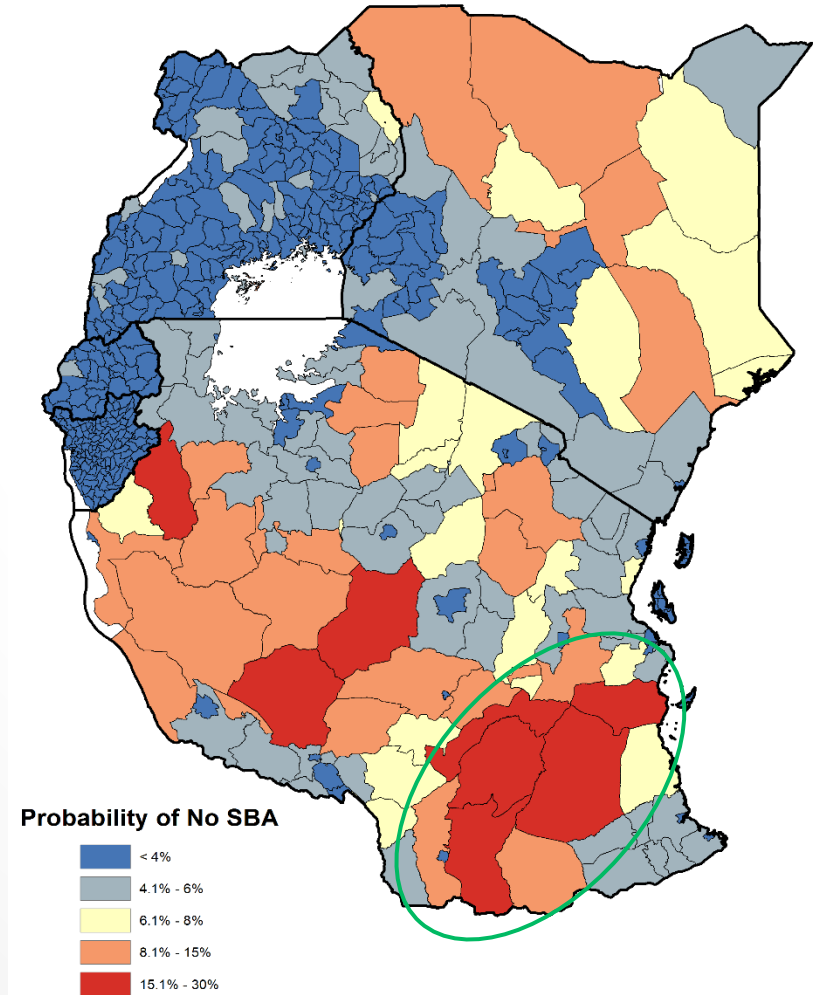 Probability of No SBA
< 4%
4.1% - 6%
6.1% - 8%
8.1% - 15%
15.1% - 30%